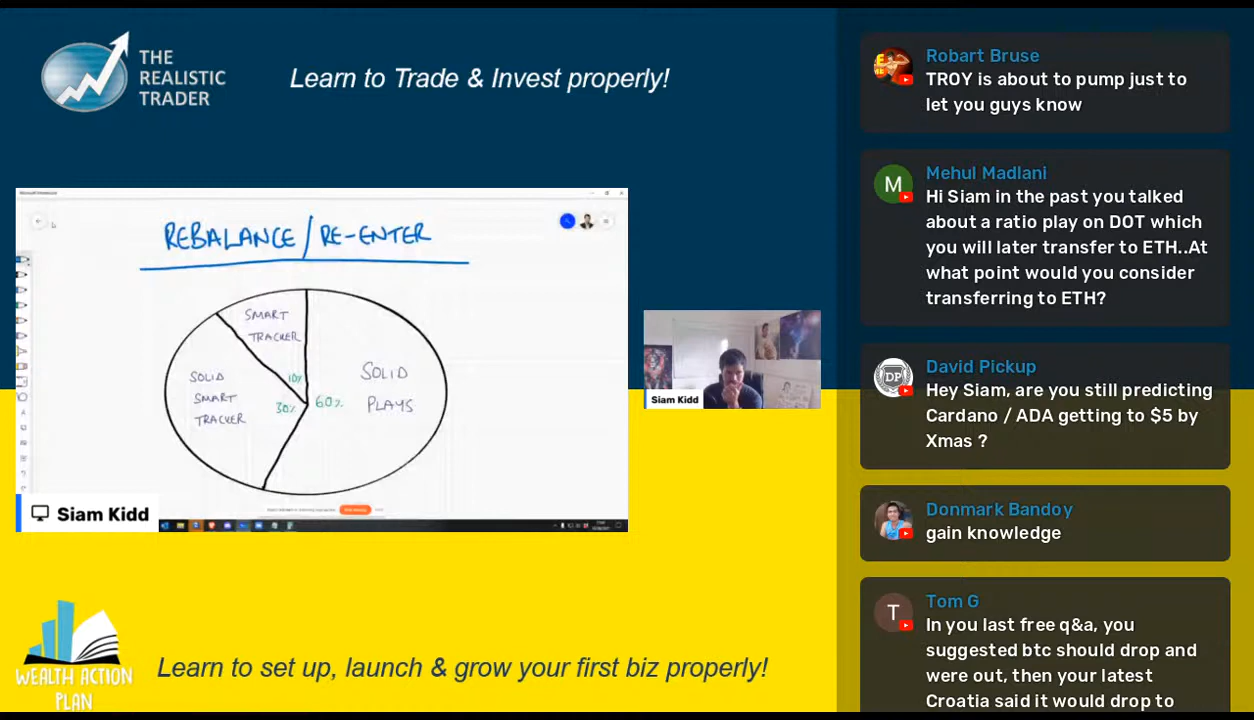 THE
REALISTIC
TRADER
Learn to Trade & Invest properly!
REBALANCE / RE-ENTER
SMART
TRACKER
10%
SOLID
SMART
TRACKER
30%
60%
SOLID
PLAYS
Siam Kidd
Siam Kidd
WEALTH ACTION
PLAN
Learn to set up, launch & grow your first biz properly!
Robart Bruse
TROY is about to pump just to
let you guys know
M
Mehul Madlani
Hi Siam in the past you talked
about a ratio play on DOT which
you will later transfer to ETH..At
what point would you consider
transferring to ETH?
DP
David Pickup
Hey Siam, are you still predicting
Cardano / ADA getting to $5 by
Xmas ?
Donmark Bandoy
gain knowledge
T
Tom G
In you last free q&a, you
suggested btc should drop and
were out, then your latest
Croatia said it would drop to